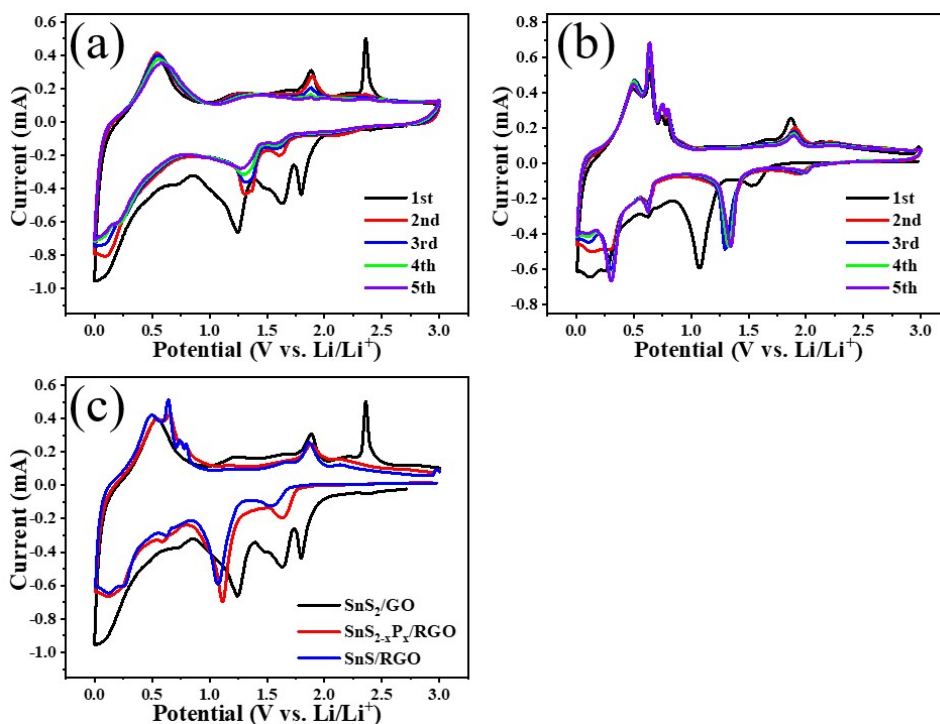 (a)
Current (mA)
0.6
0.4
0.2
0.0
-0.2
-0.4
-0.6
-0.8
-1.0
1st
2nd
3rd
4th
5th
0.0 0.5 1.0 1.5 2.0 2.5 3.0
Potential (V vs. Li/Li⁺)
(b)
Current (mA)
0.8
0.6
0.4
0.2
0.0
-0.2
-0.4
-0.6
-0.8
1st
2nd
3rd
4th
5th
0.0 0.5 1.0 1.5 2.0 2.5 3.0
Potential (V vs. Li/Li⁺)
(c)
Current (mA)
0.6
0.4
0.2
0.0
-0.2
-0.4
-0.6
-0.8
-1.0
SnS₂/GO
SnS₂₋ₓPₓ/RGO
SnS/RGO
0.0 0.5 1.0 1.5 2.0 2.5 3.0
Potential (V vs. Li/Li⁺)